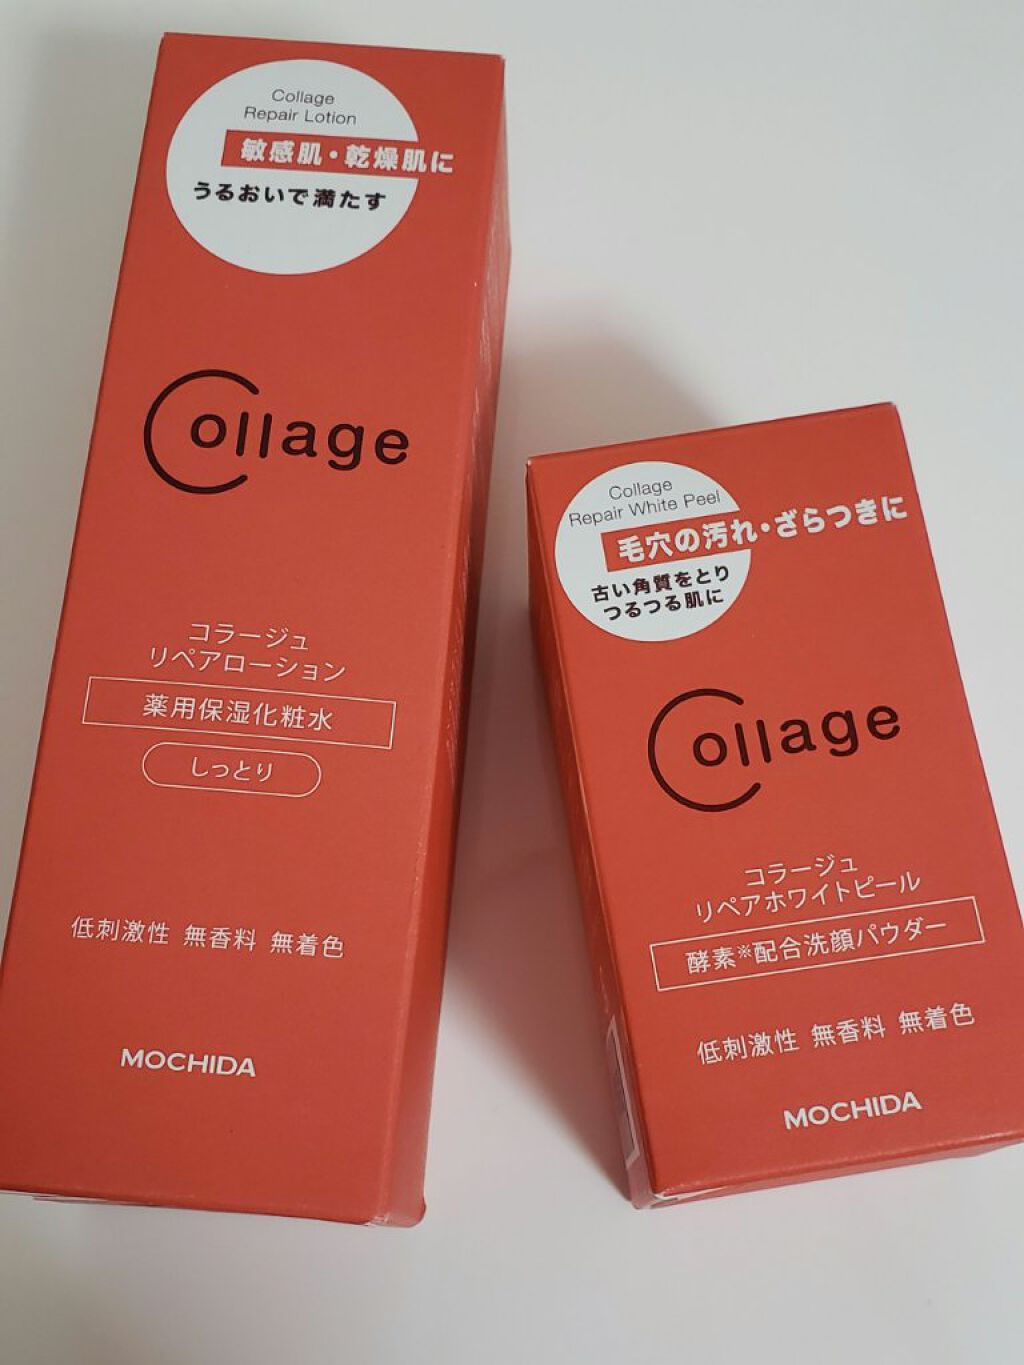 Collage
Repair Lotion
敏感肌・乾燥肌に
うるおいで満たす
Collage
コラージュ
リペアローション
薬用保湿化粧水
しっとり
低刺激性 無香料 無着色
MOCHIDA
Collage
Repair White Peel
毛穴の汚れ・ざらつきに
古い角質をとり
つるつる肌に
Collage
コラージュ
リペアホワイトピール
酵素※配合洗顔パウダー
低刺激性 無香料 無着色
MOCHIDA